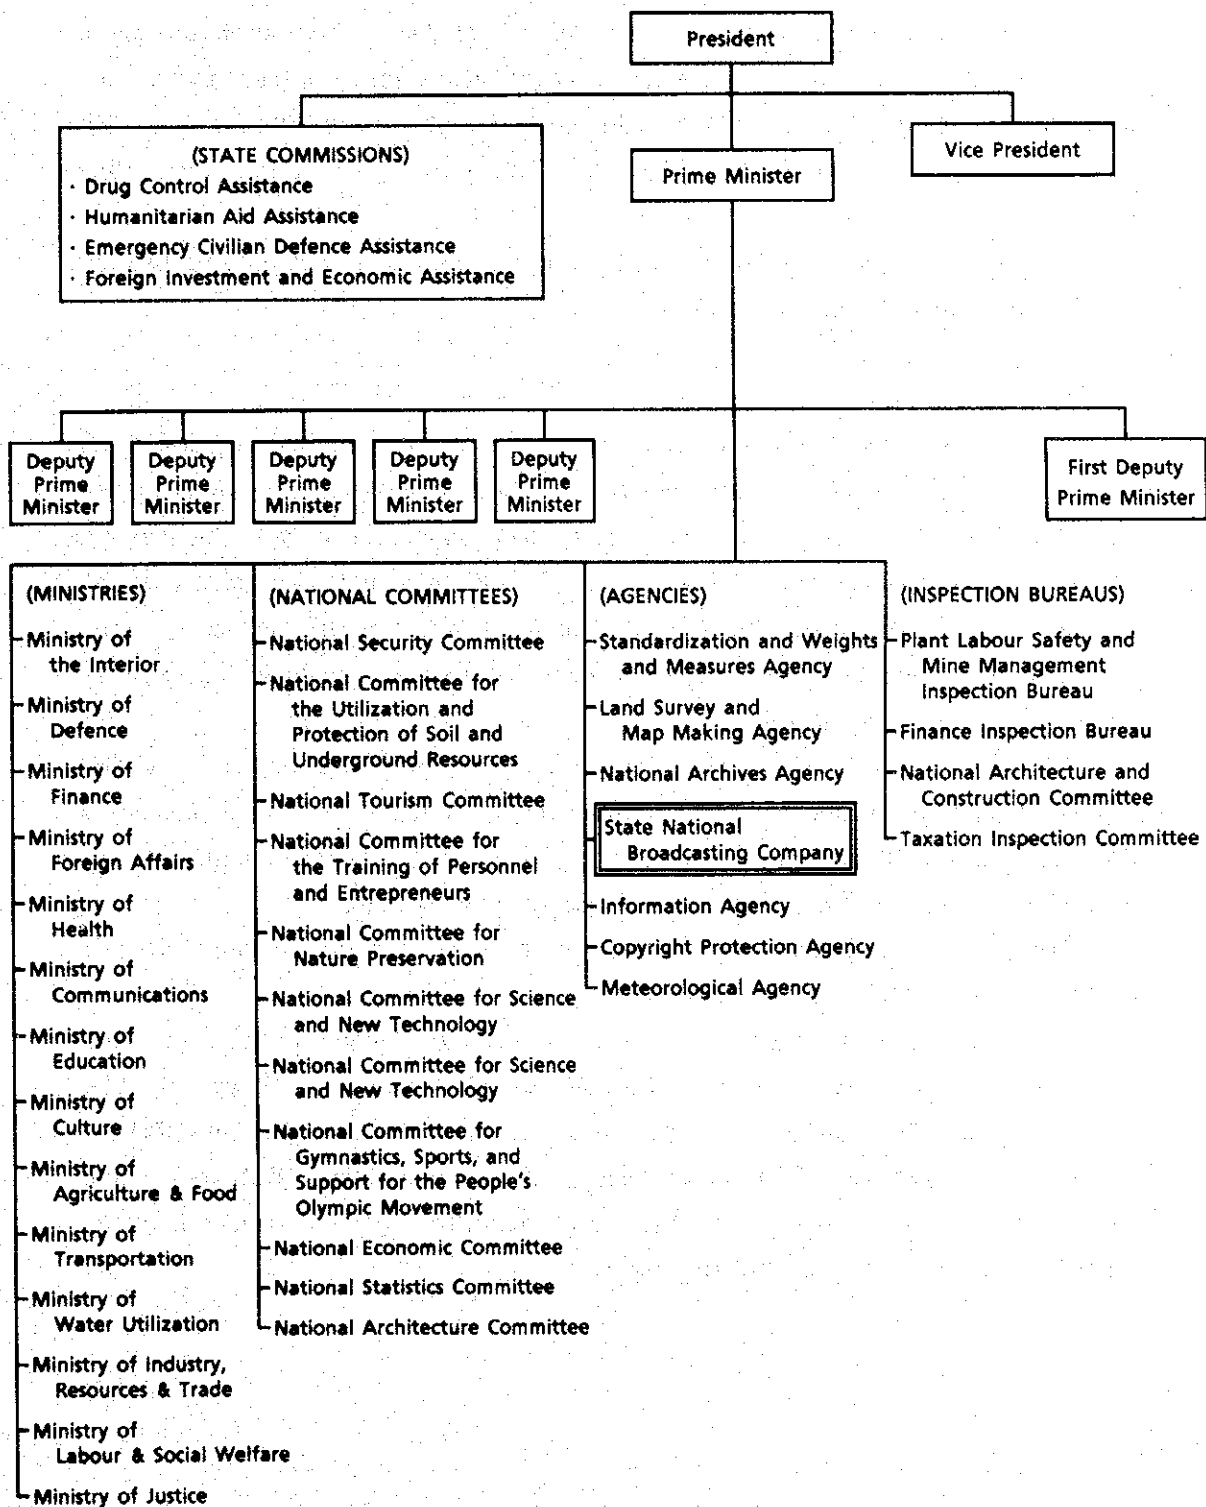 President
(STATE COMMISSIONS)
· Drug Control Assistance
· Humanitarian Aid Assistance
· Emergency Civilian Defence Assistance
· Foreign Investment and Economic Assistance
Prime Minister
Vice President
Deputy
Prime
Minister
Deputy
Prime
Minister
Deputy
Prime
Minister
Deputy
Prime
Minister
Deputy
Prime
Minister
First Deputy
Prime Minister
(MINISTRIES)
Ministry of
the Interior
Ministry of
Defence
Ministry of
Finance
Ministry of
Foreign Affairs
Ministry of
Health
Ministry of
Communications
Ministry of
Education
Ministry of
Culture
Ministry of
Agriculture & Food
Ministry of
Transportation
Ministry of
Water Utilization
Ministry of Industry,
Resources & Trade
Ministry of
Labour & Social Welfare
Ministry of Justice
(NATIONAL COMMITTEES)
National Security Committee
National Committee for
the Utilization and
Protection of Soil and
Underground Resources
National Tourism Committee
National Committee for
the Training of Personnel
and Entrepreneurs
National Committee for
Nature Preservation
National Committee for Science
and New Technology
National Committee for Science
and New Technology
National Committee for
Gymnastics, Sports, and
Support for the People's
Olympic Movement
National Economic Committee
National Statistics Committee
National Architecture Committee
(AGENCIES)
Standardization and Weights
and Measures Agency
Land Survey and
Map Making Agency
National Archives Agency
State National
Broadcasting Company
Information Agency
Copyright Protection Agency
Meteorological Agency
(INSPECTION BUREAUS)
Plant Labour Safety and
Mine Management
Inspection Bureau
Finance Inspection Bureau
National Architecture and
Construction Committee
Taxation Inspection Committee